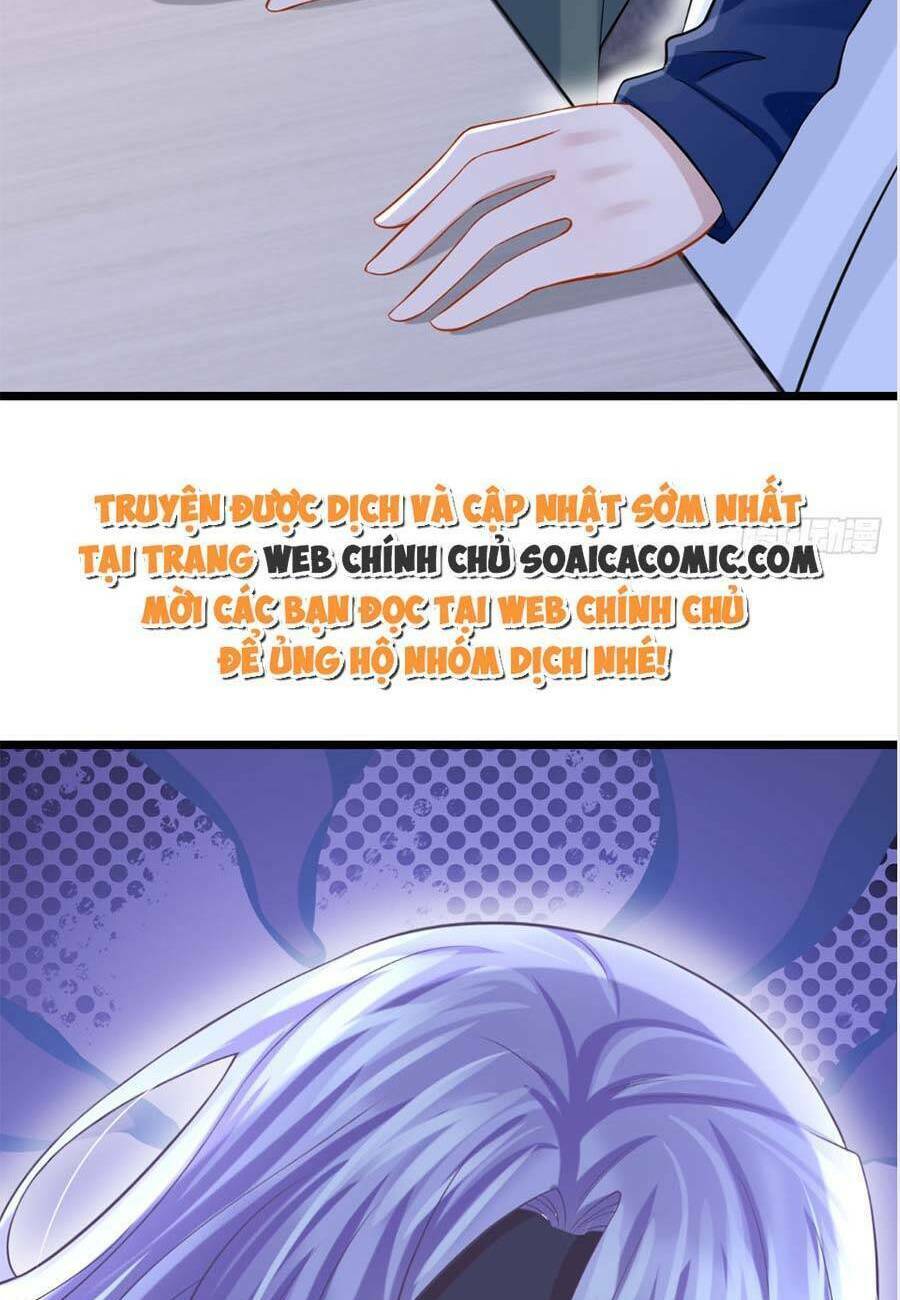 TRUYỆN ĐƯỢC DỊCH VÀ CẬP NHẬT SỚM NHẤT
TẠI TRANG WEB CHÍNH CHỦ SOAICACOMIC.COM
MỜI CÁC BẠN ĐỌC TẠI WEB CHÍNH CHỦ
ĐỂ ỦNG HỘ NHÓM DỊCH NHÉ!